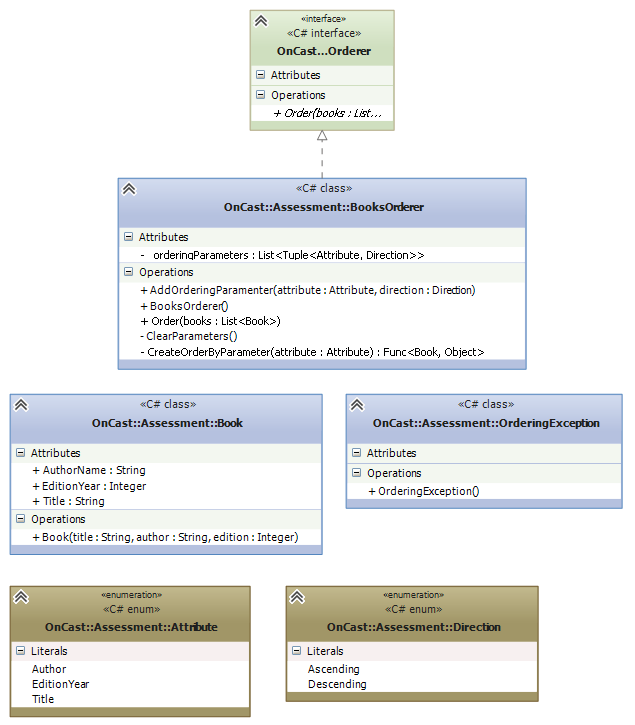 «interface»
«C# interface»
OnCast...Orderer
Attributes
Operations
+ Order(books : List...
«C# class»
OnCast::Assessment::BooksOrderer
Attributes
- orderingParameters : List<Tuple<Attribute, Direction>>
Operations
+ AddOrderingParamenter(attribute : Attribute, direction : Direction)
+ BooksOrderer()
+ Order(books : List<Book>)
- ClearParameters()
- CreateOrderByParameter(attribute : Attribute) : Func<Book, Object>
«C# class»
OnCast::Assessment::Book
Attributes
+ AuthorName : String
+ EditionYear : Integer
+ Title : String
Operations
+ Book(title : String, author : String, edition : Integer)
«C# class»
OnCast::Assessment::OrderingException
Attributes
Operations
+ OrderingException()
«enumeration»
«C# enum»
OnCast::Assessment::Attribute
Literals
Author
EditionYear
Title
«enumeration»
«C# enum»
OnCast::Assessment::Direction
Literals
Ascending
Descending